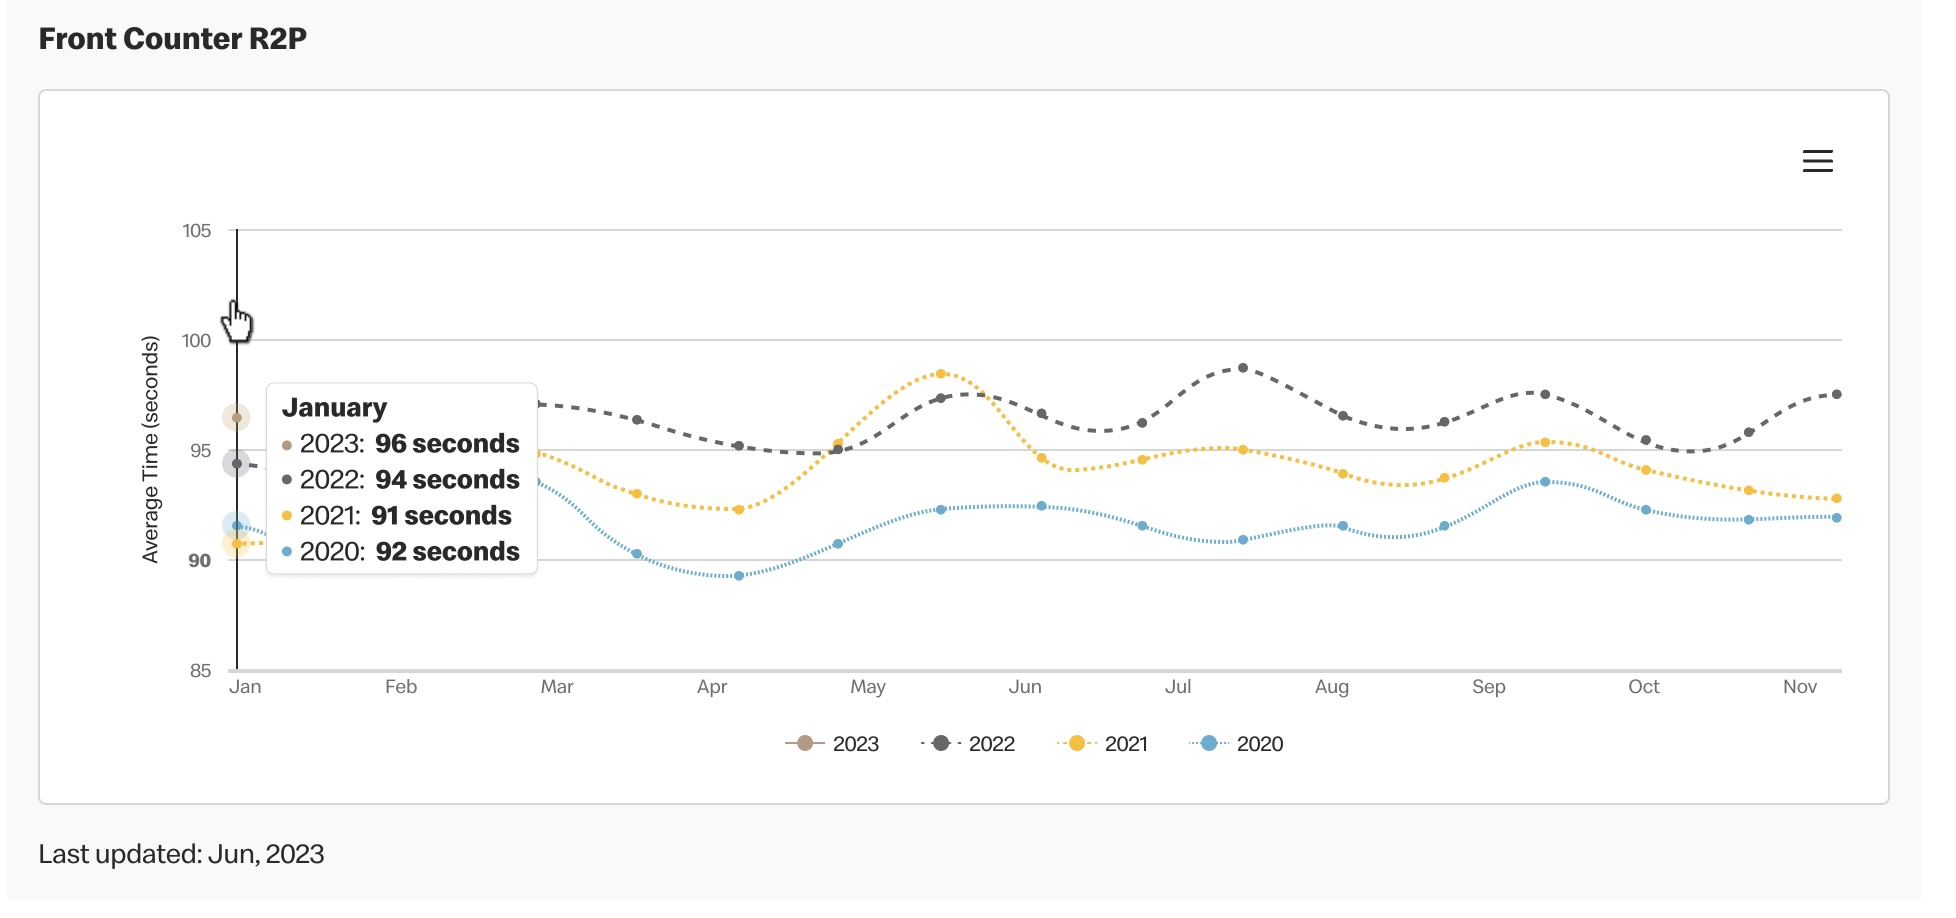 Front Counter R2P
105
100
95
90
85
Average Time (seconds)
January
2023: 96 seconds
2022: 94 seconds
2021: 91 seconds
2020: 92 seconds
Jan Feb Mar Apr May Jun Jul Aug Sep Oct Nov
2023 2022 2021 2020
Last updated: Jun, 2023